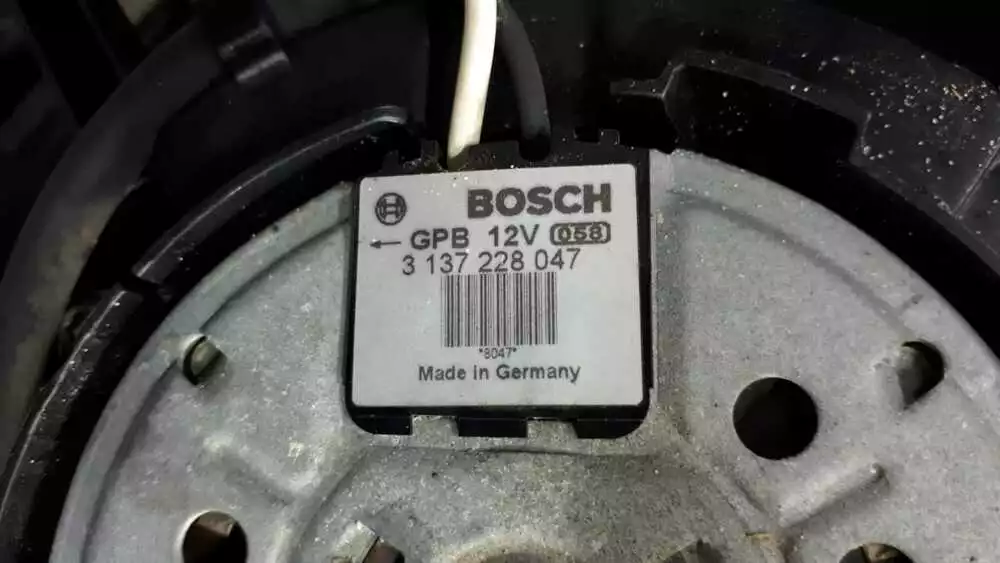 BOSCH
← GPB 12V 058
3 137 228 047
*8047*
Made in Germany